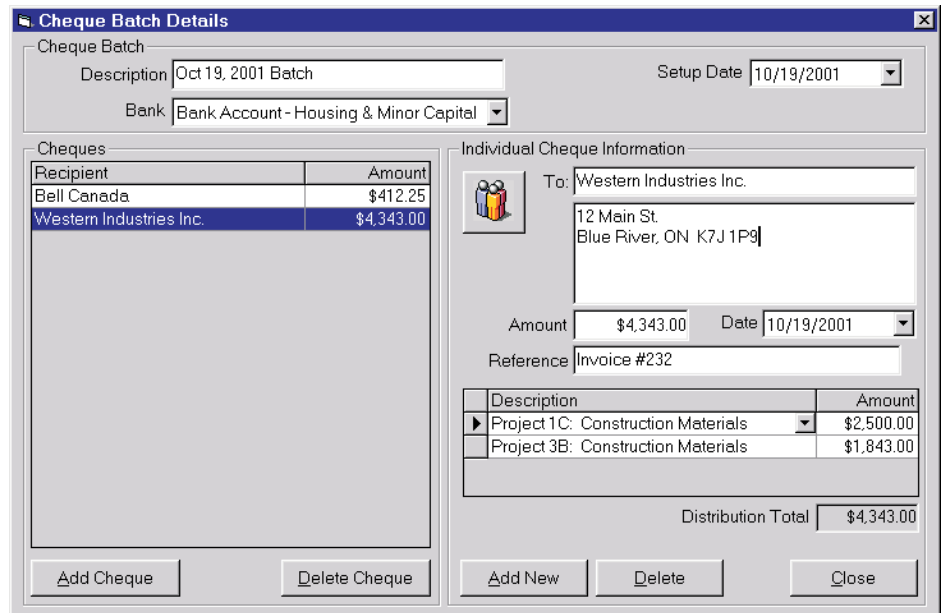 Cheque Batch Details
Cheque Batch
Description Oct 19, 2001 Batch
Setup Date 10/19/2001
Bank Bank Account - Housing & Minor Capital
Cheques
Recipient Amount
Bell Canada $412.25
Western Industries Inc. $4,343.00
Add Cheque Delete Cheque
Individual Cheque Information
To: Western Industries Inc.
12 Main St.
Blue River, ON K7J 1P9
Amount $4,343.00 Date 10/19/2001
Reference Invoice #232
Description Amount
Project 1C: Construction Materials $2,500.00
Project 3B: Construction Materials $1,843.00
Distribution Total $4,343.00
Add New Delete Close